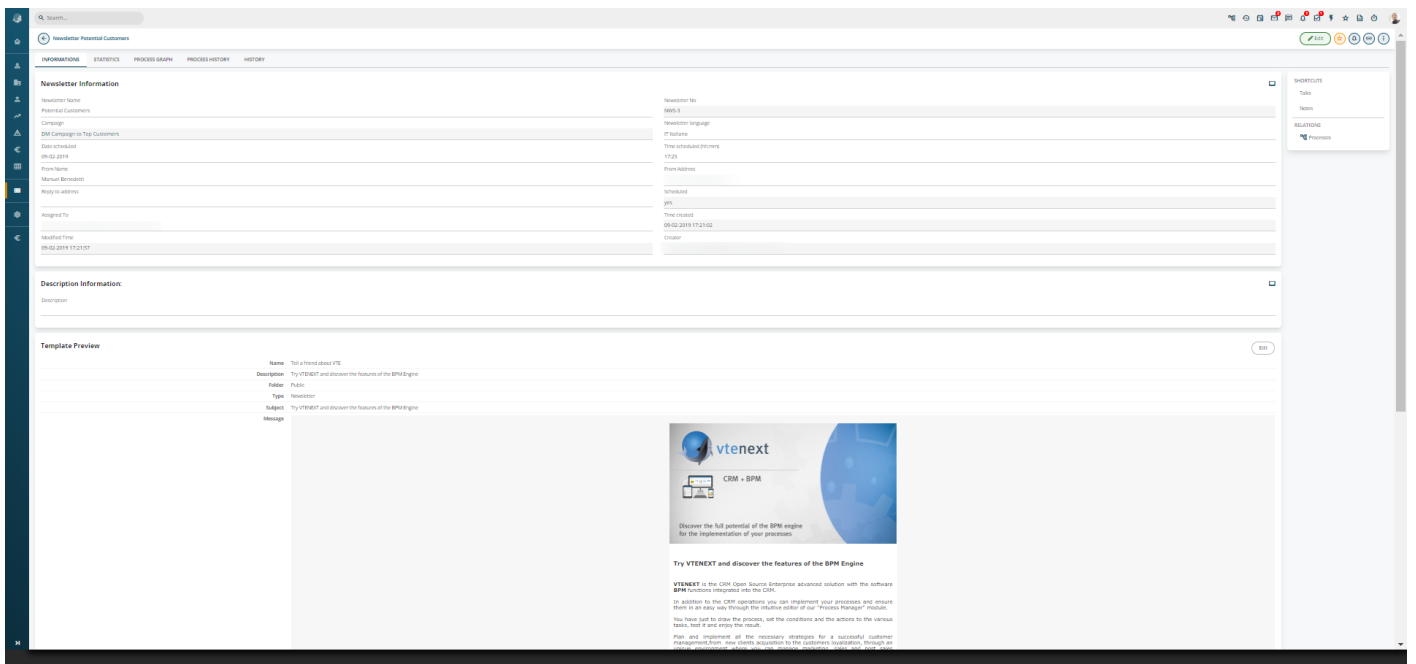 Search...
Newsletter Potential Customers
Edit
INFORMATIONS STATISTICS PROCESS GRAPH PROCESS HISTORY HISTORY
Newsletter Information
Newsletter Name
Potential Customers
Campaign
DM Campaign to Top Customers
Date scheduled
09-02-2019
From Name
Manuel Benedetti
Reply to address
Assigned To
Modified Time
09-02-2019 17:21:57
Newsletter No
NWS-3
Newsletter language
IT Italiano
Time scheduled (hh:mm)
17:25
From Address
Scheduled
yes
Time created
09-02-2019 17:21:02
Creator
SHORTCUTS
Talks
Notes
RELATIONS
Processes
Description Information:
Description
Template Preview
Edit
Name Tell a friend about VTE
Description Try VTENEXT and discover the features of the BPM Engine
Folder Public
Type Newsletter
Subject Try VTENEXT and discover the features of the BPM Engine
Message
vtenext
CRM + BPM
Discover the full potential of the BPM engine
for the implementation of your processes
Try VTENEXT and discover the features of the BPM Engine
VTENEXT is the CRM Open Source Enterprise advanced solution with the software
BPM functions integrated into the CRM.
In addition to the CRM operations you can implement your processes and ensure
them in an easy way through the intuitive editor of our "Process Manager" module.
You have just to draw the process, set the conditions and the actions to the various
tasks, test it and enjoy the result.
Plan and implement all the necessary strategies for a successful customer
management,from new clients acquisition to the customers loyalization, through an
unique environment where you can manage marketing, sales and post sales